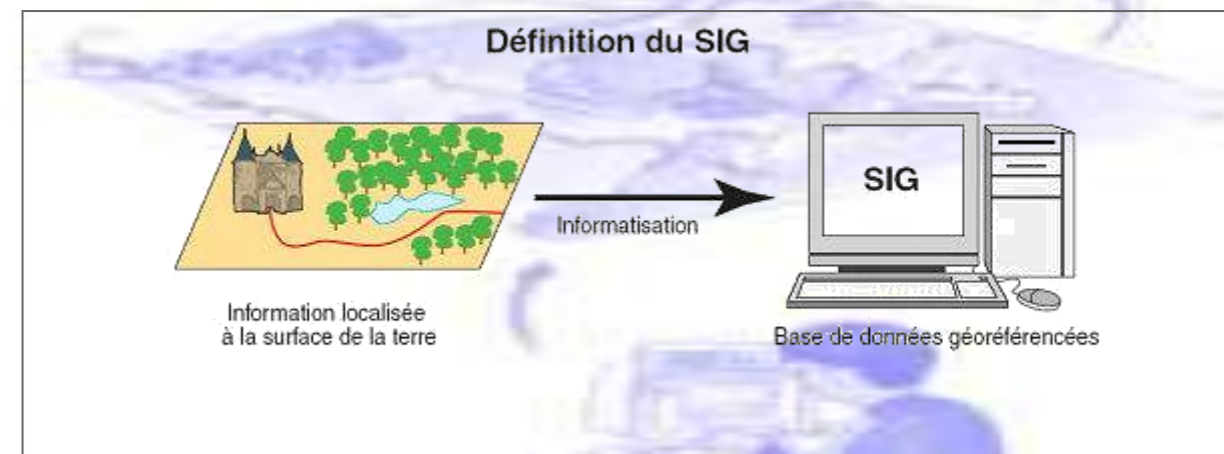 Définition du SIG
SIG
Informatisation
Information localisée
à la surface de la terre
Base de données géoréférencées